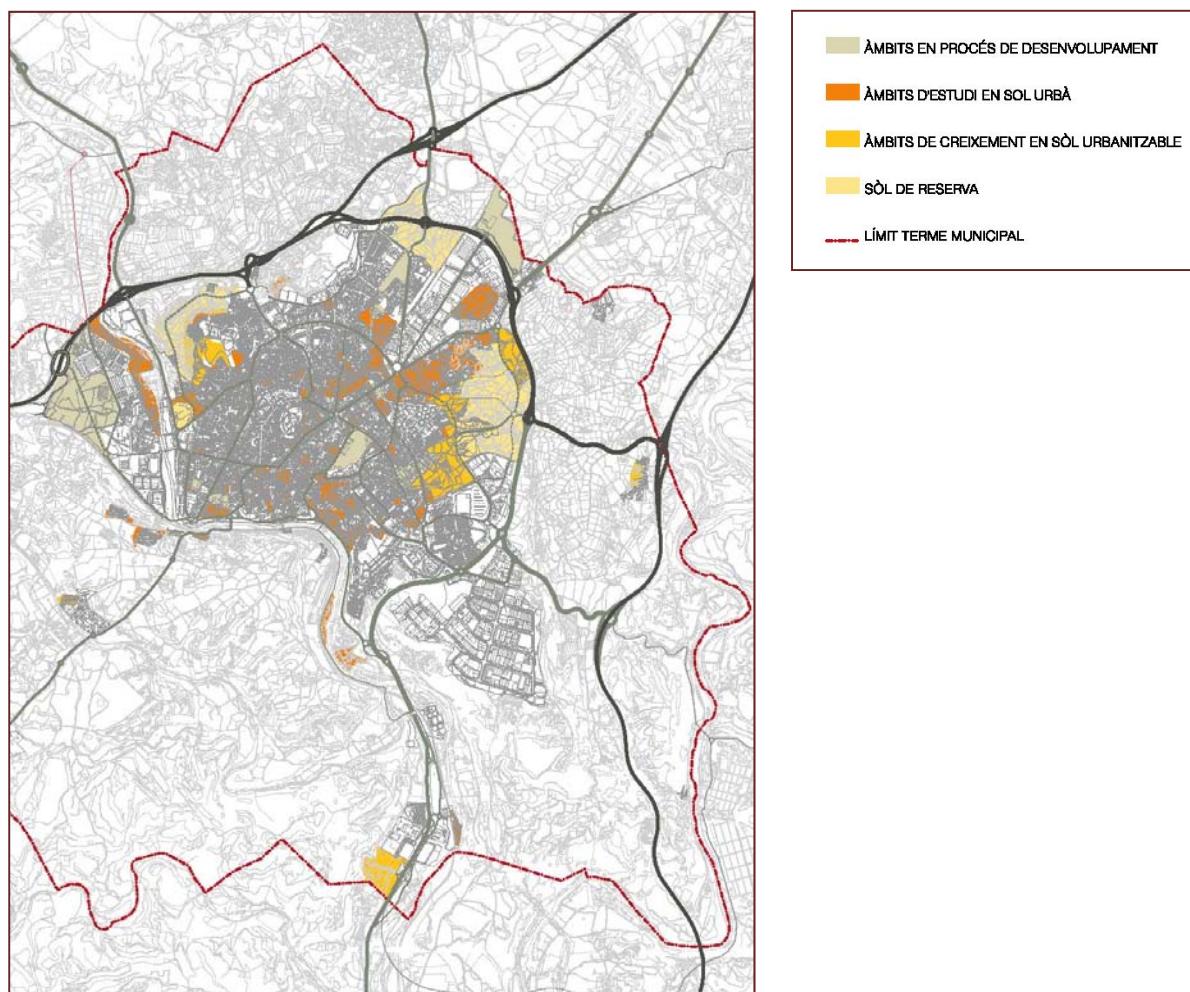 ÀMBITS EN PROCÉS DE DESENVOLUPAMENT
ÀMBITS D'ESTUDI EN SOL URBÀ
ÀMBITS DE CREIXEMENT EN SÒL URBANITZABLE
SÒL DE RESERVA
LÍMIT TERME MUNICIPAL